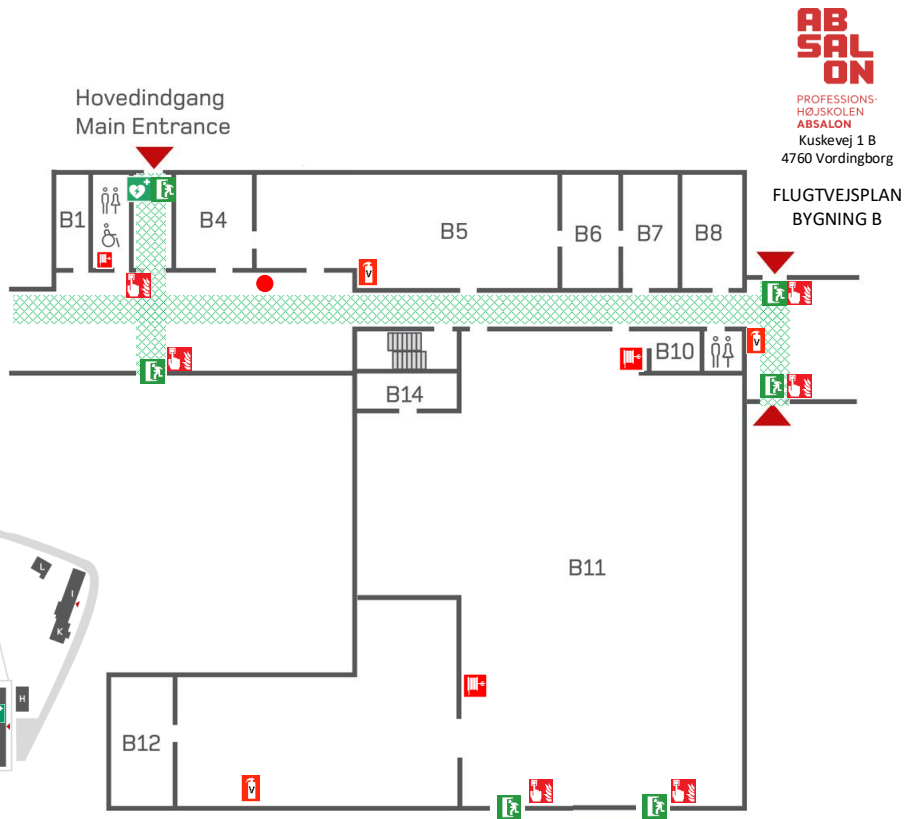 AB
SAL
ON
PROFESSIONS-
HØJSKOLEN
ABSALON
Kuskevej 1 B
4760 Vordingborg
FLUGTVEJSPLAN
BYGNING B
Hovedindgang
Main Entrance
B1
B4
B5
B6
B7
B8
V
V
B10
B14
B11
L
I
K
H
B12
V